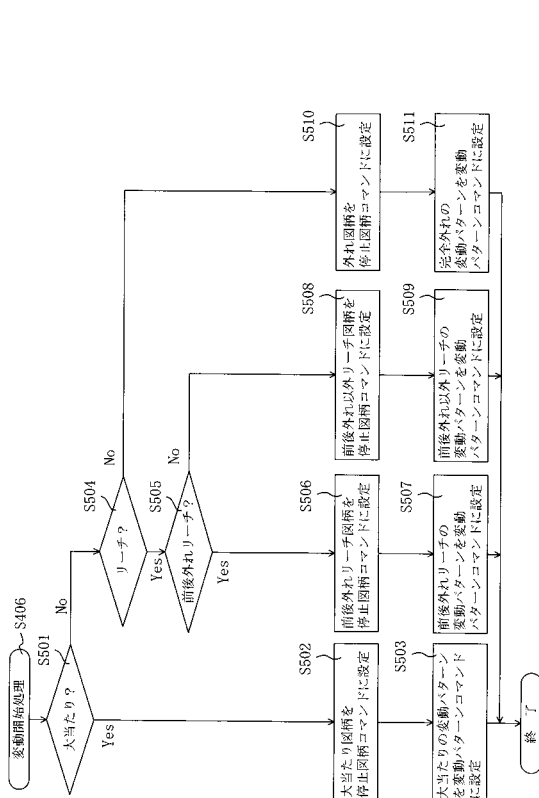 変動開始処理
S406
S501
大当たり？
No
Yes
S504
リーチ？
No
Yes
S505
前後外れリーチ？
No
Yes
S502
大当たり図柄を
停止図柄コマンドに設定
S503
大当たりの変動パターン
を変動パターンコマンド
に設定
S506
前後外れリーチ図柄を
停止図柄コマンドに設定
S507
前後外れリーチの
変動パターンを変動
パターンコマンドに設定
S508
前後外れ以外リーチ図柄を
停止図柄コマンドに設定
S509
前後外れ以外リーチの
変動パターンを変動
パターンコマンドに設定
S510
外れ図柄を
停止図柄コマンドに設定
S511
完全外れの
変動パターンを変動
パターンコマンドに設定
終了